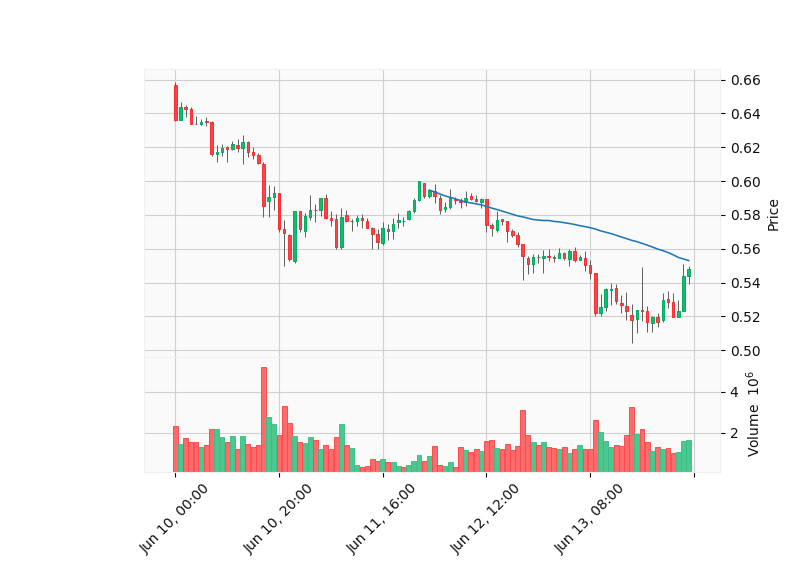 0.66
0.64
0.62
0.60
0.58
0.56
0.54
0.52
0.50
Price
4
2
Volume 10^6
Jun 10, 00:00
Jun 10, 20:00
Jun 11, 16:00
Jun 12, 12:00
Jun 13, 08:00